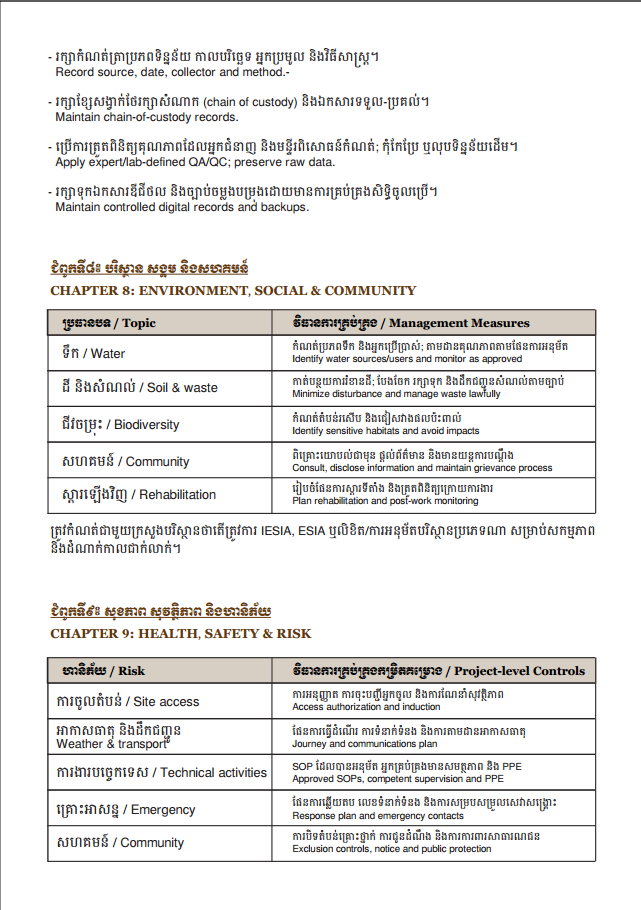 - រក្សាកំណត់ត្រាប្រភពទិន្នន័យ កាលបរិច្ឆេទ អ្នកប្រមូល និងវិធីសាស្ត្រ។
Record source, date, collector and method.-
- រក្សាខ្សែសង្វាក់ថែរក្សាសំណាក (chain of custody) និងឯកសារទទួល-ប្រគល់។
Maintain chain-of-custody records.
- ប្រើការត្រួតពិនិត្យគុណភាពដែលអ្នកជំនាញ និងមន្ទីរពិសោធន៍កំណត់; កុំកែប្រែ ឬលុបទិន្នន័យដើម។
Apply expert/lab-defined QA/QC; preserve raw data.
- រក្សាទុកឯកសារឌីជីថល និងច្បាប់ចម្លងបម្រុងដោយមានការគ្រប់គ្រងសិទ្ធិចូលប្រើ។
Maintain controlled digital records and backups.
ជំពូកទី៨៖ បរិស្ថាន សង្គម និងសហគមន៍
CHAPTER 8: ENVIRONMENT, SOCIAL & COMMUNITY
ប្រធានបទ / Topic
វិធានការគ្រប់គ្រង / Management Measures
ទឹក / Water
កំណត់ប្រភពទឹក និងអ្នកប្រើប្រាស់; តាមដានគុណភាពតាមផែនការអនុម័ត
Identify water sources/users and monitor as approved
ដី និងសំណល់ / Soil & waste
កាត់បន្ថយការរំខានដី; បែងចែក រក្សាទុក និងដឹកជញ្ជូនសំណល់តាមច្បាប់
Minimize disturbance and manage waste lawfully
ជីវចម្រុះ / Biodiversity
កំណត់តំបន់រសើប និងជៀសវាងផលប៉ះពាល់
Identify sensitive habitats and avoid impacts
សហគមន៍ / Community
ពិគ្រោះយោបល់ជាមុន ផ្តល់ព័ត៌មាន និងមានយន្តការបណ្តឹង
Consult, disclose information and maintain grievance process
ស្តារឡើងវិញ / Rehabilitation
រៀបចំផែនការស្តារទីតាំង និងត្រួតពិនិត្យក្រោយការងារ
Plan rehabilitation and post-work monitoring
ត្រូវកំណត់ជាមួយក្រសួងបរិស្ថានថាតើត្រូវការ IESIA, ESIA ឬលិខិត/ការអនុម័តបរិស្ថានប្រភេទណា សម្រាប់សកម្មភាព
និងដំណាក់កាលជាក់លាក់។
ជំពូកទី៩៖ សុខភាព សុវត្ថិភាព និងហានិភ័យ
CHAPTER 9: HEALTH, SAFETY & RISK
ហានិភ័យ / Risk
វិធានការគ្រប់គ្រងកម្រិតគម្រោង / Project-level Controls
ការចូលតំបន់ / Site access
ការអនុញ្ញាត ការចុះបញ្ជីអ្នកចូល និងការណែនាំសុវត្ថិភាព
Access authorization and induction
អាកាសធាតុ និងដឹកជញ្ជូន
Weather & transport
ផែនការធ្វើដំណើរ ការទំនាក់ទំនង និងការតាមដានអាកាសធាតុ
Journey and communications plan
ការងារបច្ចេកទេស / Technical activities
SOP ដែលបានអនុម័ត អ្នកគ្រប់គ្រងមានសមត្ថភាព និង PPE
Approved SOPs, competent supervision and PPE
គ្រោះអាសន្ន / Emergency
ផែនការឆ្លើយតប លេខទំនាក់ទំនង និងការសម្របសម្រួលសេវាសង្គ្រោះ
Response plan and emergency contacts
សហគមន៍ / Community
ការបិទតំបន់គ្រោះថ្នាក់ ការជូនដំណឹង និងការការពារសាធារណជន
Exclusion controls, notice and public protection